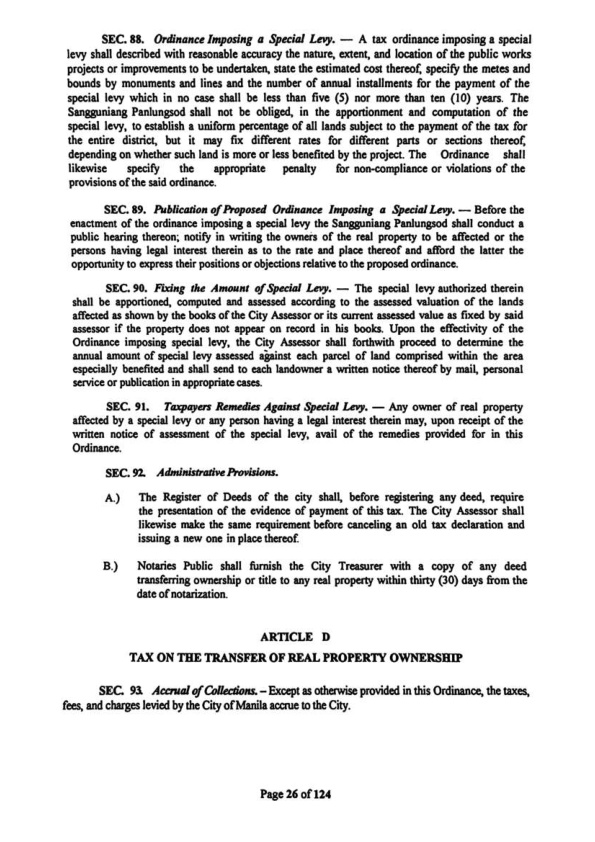 SEC. 88. Ordinance Imposing a Special Levy. — A tax ordinance imposing a special
levy shall described with reasonable accuracy the nature, extent, and location of the public works
projects or improvements to be undertaken, state the estimated cost thereof, specify the metes and
bounds by monuments and lines and the number of annual installments for the payment of the
special levy which in no case shall be less than five (5) nor more than ten (10) years. The
Sangguniang Panlungsod shall not be obliged, in the apportionment and computation of the
special levy, to establish a uniform percentage of all lands subject to the payment of the tax for
the entire district, but it may fix different rates for different parts or sections thereof,
depending on whether such land is more or less benefited by the project. The Ordinance shall
likewise specify the appropriate penalty for non-compliance or violations of the
provisions of the said ordinance.
SEC. 89. Publication of Proposed Ordinance Imposing a Special Levy. — Before the
enactment of the ordinance imposing a special levy the Sangguniang Panlungsod shall conduct a
public hearing thereon; notify in writing the owners of the real property to be affected or the
persons having legal interest therein as to the rate and place thereof and afford the latter the
opportunity to express their positions or objections relative to the proposed ordinance.
SEC. 90. Fixing the Amount of Special Levy. — The special levy authorized therein
shall be apportioned, computed and assessed according to the assessed valuation of the lands
affected as shown by the books of the City Assessor or its current assessed value as fixed by said
assessor if the property does not appear on record in his books. Upon the effectivity of the
Ordinance imposing special levy, the City Assessor shall forthwith proceed to determine the
annual amount of special levy assessed against each parcel of land comprised within the area
especially benefited and shall send to each landowner a written notice thereof by mail, personal
service or publication in appropriate cases.
SEC. 91. Taxpayers Remedies Against Special Levy. — Any owner of real property
affected by a special levy or any person having a legal interest therein may, upon receipt of the
written notice of assessment of the special levy, avail of the remedies provided for in this
Ordinance.
SEC. 92. Administrative Provisions.
A.) The Register of Deeds of the city shall, before registering any deed, require
the presentation of the evidence of payment of this tax. The City Assessor shall
likewise make the same requirement before canceling an old tax declaration and
issuing a new one in place thereof.
B.) Notaries Public shall furnish the City Treasurer with a copy of any deed
transferring ownership or title to any real property within thirty (30) days from the
date of notarization.
ARTICLE D
TAX ON THE TRANSFER OF REAL PROPERTY OWNERSHIP
SEC. 93. Accrual of Collections. – Except as otherwise provided in this Ordinance, the taxes,
fees, and charges levied by the City of Manila accrue to the City.
Page 26 of 124